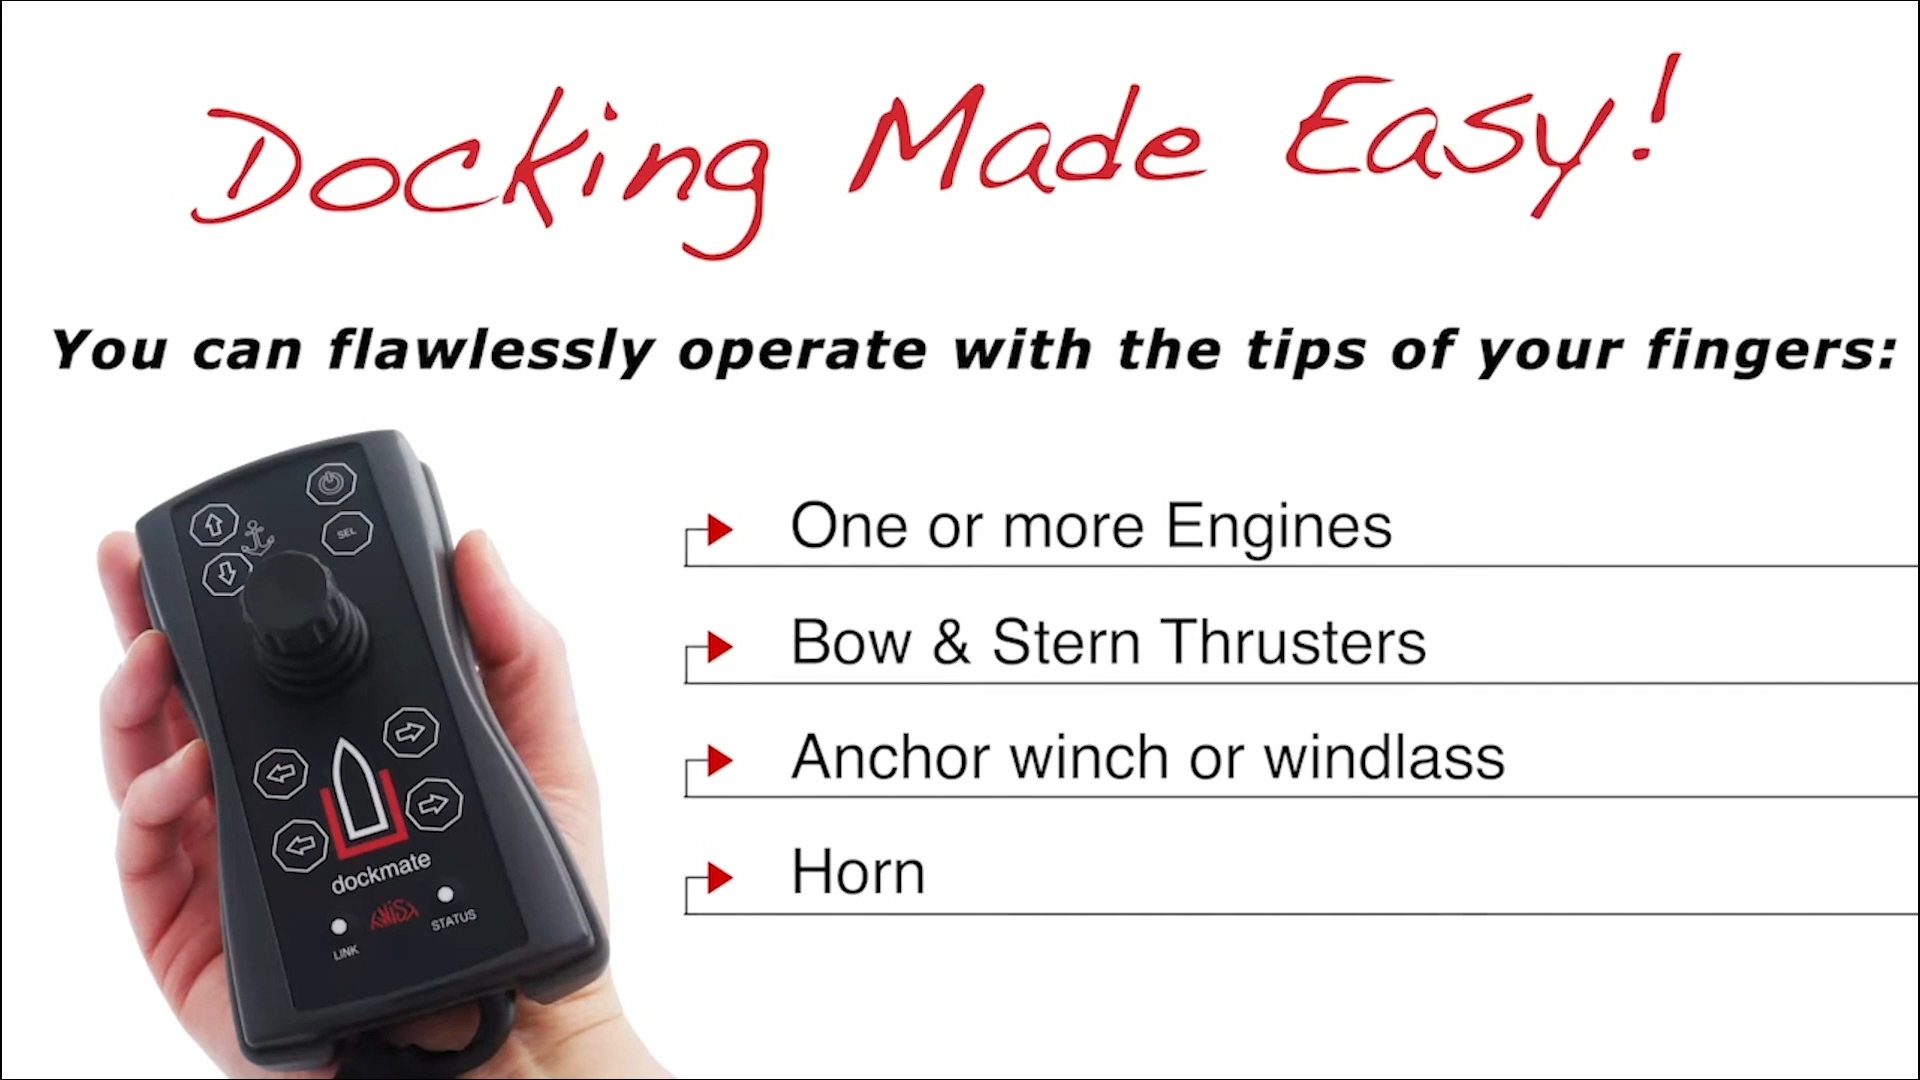 Docking Made Easy!
You can flawlessly operate with the tips of your fingers:
SEL
One or more Engines
Bow & Stern Thrusters
Anchor winch or windlass
Horn
dockmate
LINK
STATUS